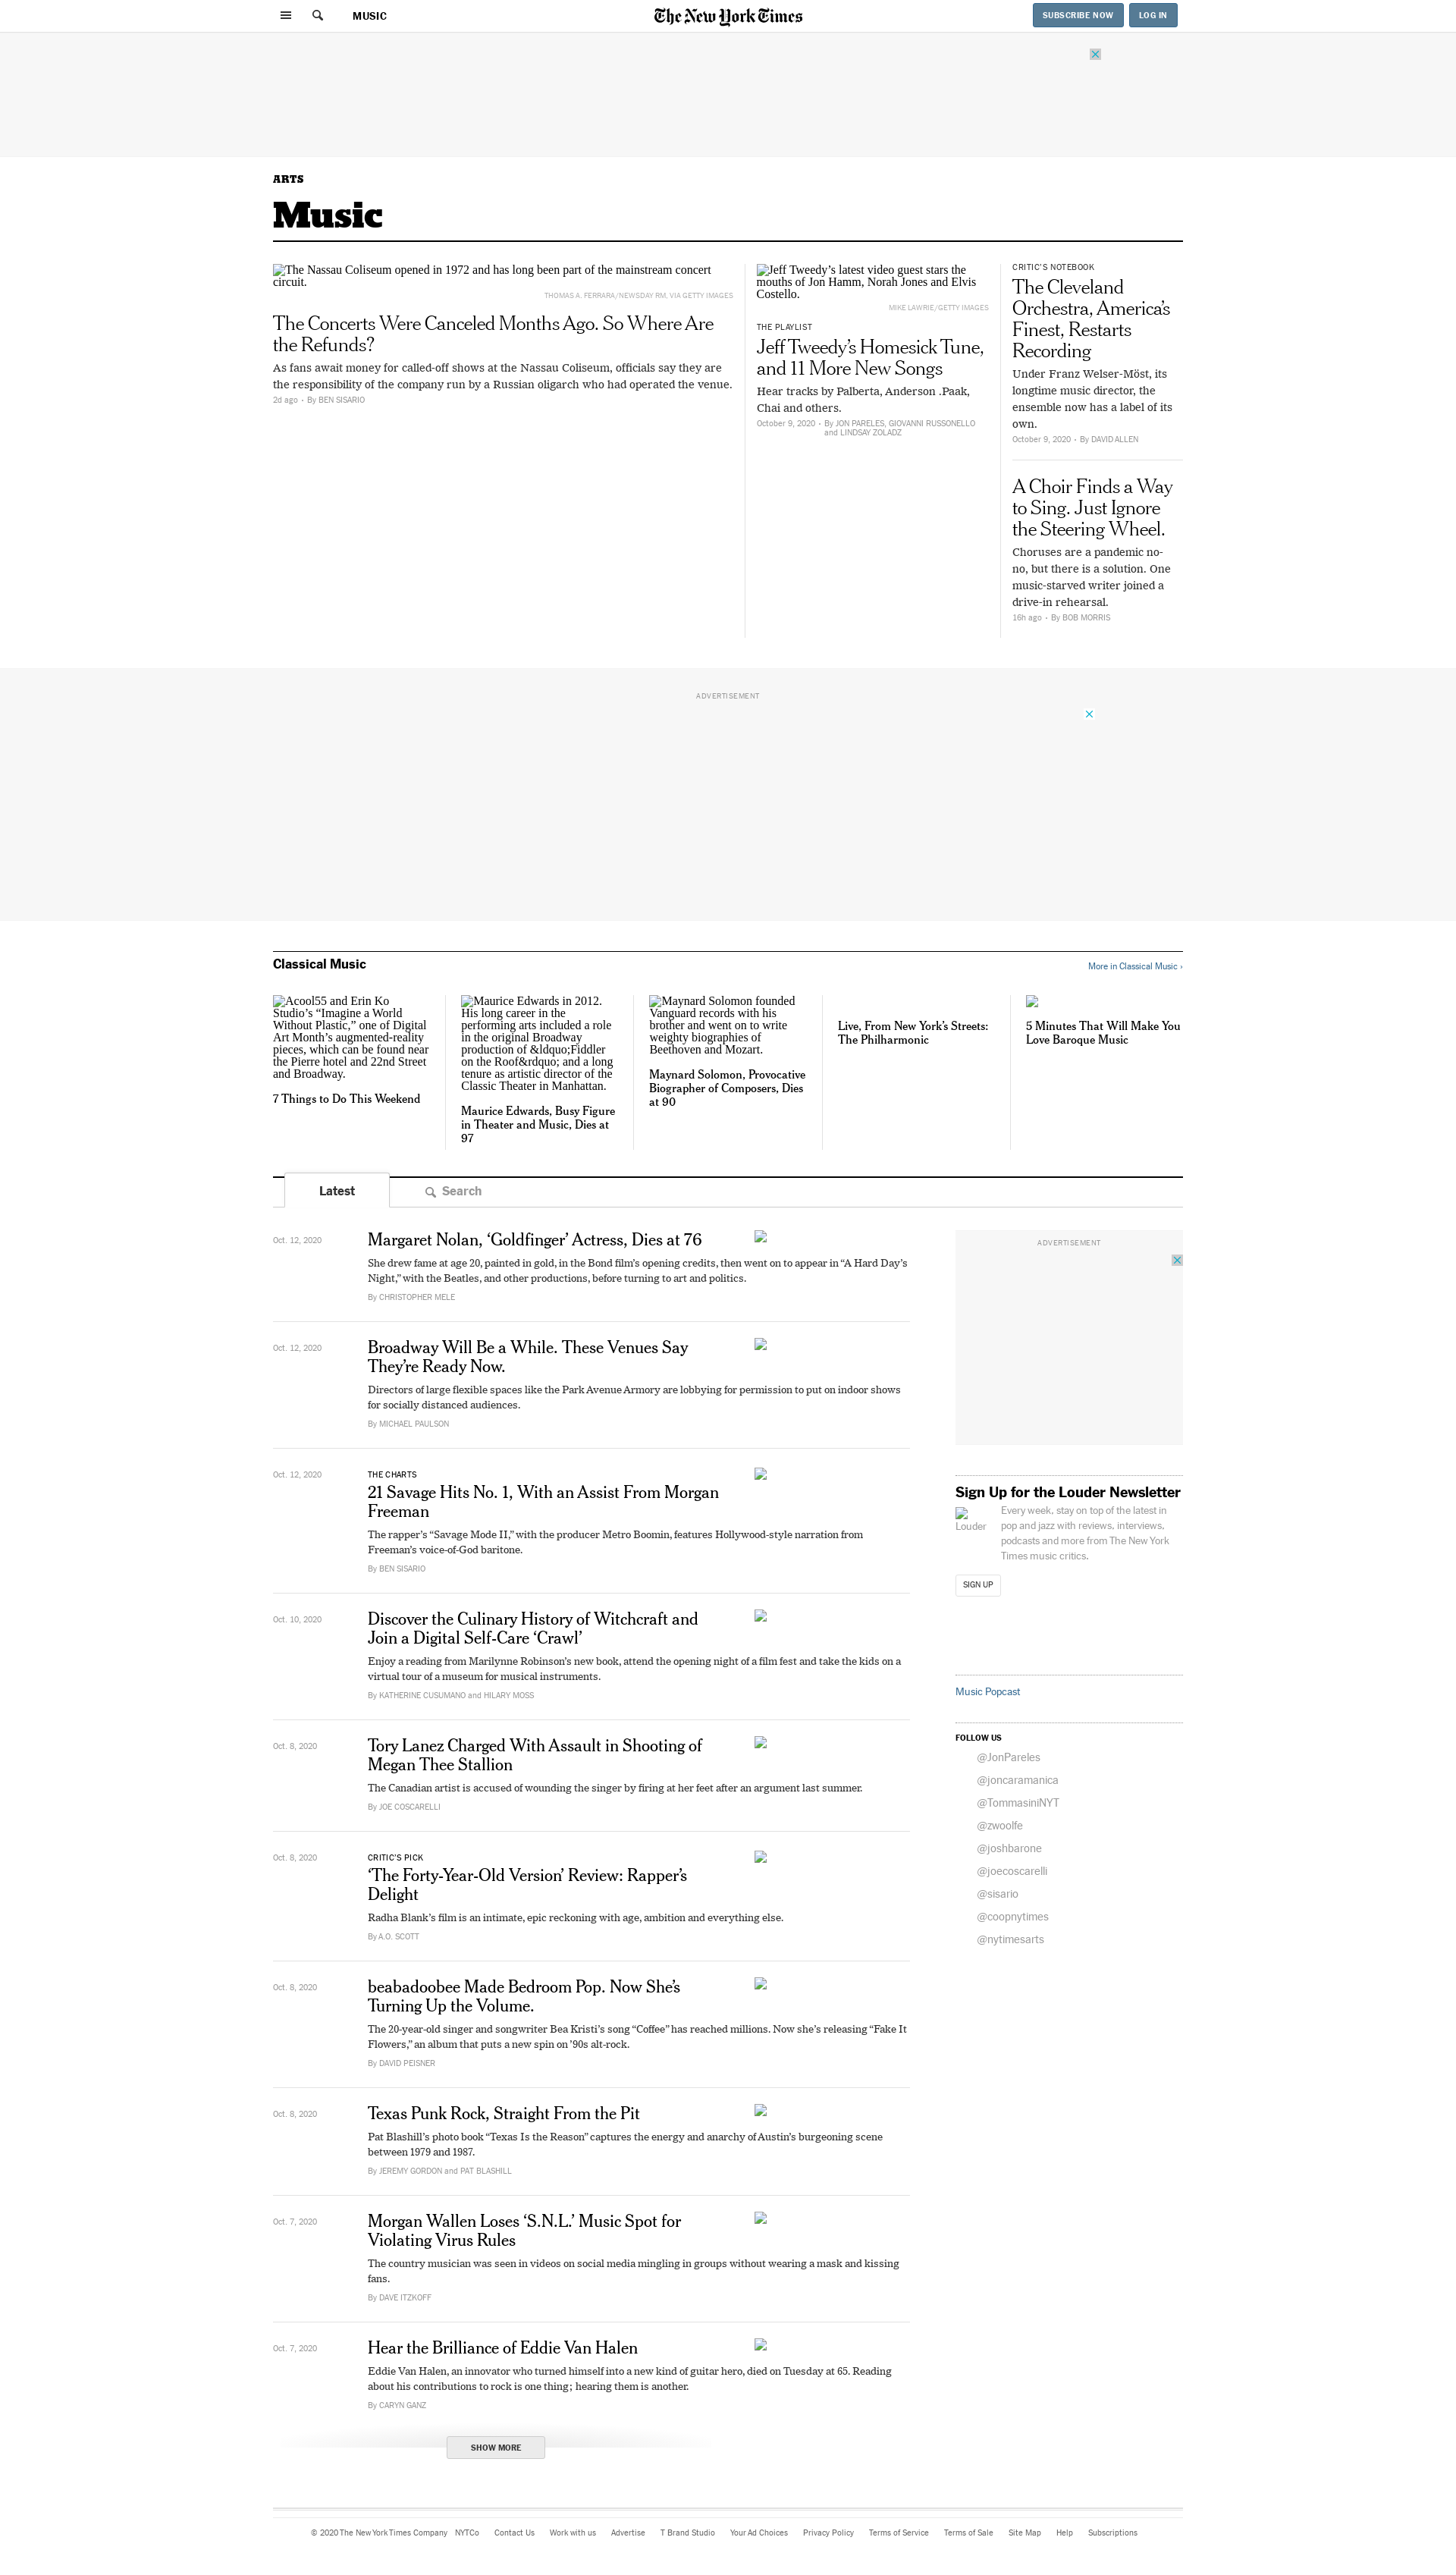 MUSIC
The New York Times
SUBSCRIBE NOW
LOG IN
ARTS
Music
The Nassau Coliseum opened in 1972 and has long been part of the mainstream concert
circuit.
THOMAS A. FERRARA/NEWSDAY RM, VIA GETTY IMAGES
The Concerts Were Canceled Months Ago. So Where Are
the Refunds?
As fans await money for called-off shows at the Nassau Coliseum, officials say they are
the responsibility of the company run by a Russian oligarch who had operated the venue.
2d ago • By BEN SISARIO
Jeff Tweedy’s latest video guest stars the
mouths of Jon Hamm, Norah Jones and Elvis
Costello.
MIKE LAWRIE/GETTY IMAGES
THE PLAYLIST
Jeff Tweedy’s Homesick Tune,
and 11 More New Songs
Hear tracks by Palberta, Anderson .Paak,
Chai and others.
October 9, 2020 • By JON PARELES, GIOVANNI RUSSONELLO
and LINDSAY ZOLADZ
CRITIC’S NOTEBOOK
The Cleveland
Orchestra, America’s
Finest, Restarts
Recording
Under Franz Welser-Möst, its
longtime music director, the
ensemble now has a label of its
own.
October 9, 2020 • By DAVID ALLEN
A Choir Finds a Way
to Sing. Just Ignore
the Steering Wheel.
Choruses are a pandemic no-
no, but there is a solution. One
music-starved writer joined a
drive-in rehearsal.
16h ago • By BOB MORRIS
ADVERTISEMENT
Classical Music
More in Classical Music ›
Acool55 and Erin Ko
Studio’s “Imagine a World
Without Plastic,” one of Digital
Art Month’s augmented-reality
pieces, which can be found near
the Pierre hotel and 22nd Street
and Broadway.
7 Things to Do This Weekend
Maurice Edwards in 2012.
His long career in the
performing arts included a role
in the original Broadway
production of &ldquo;Fiddler
on the Roof&rdquo; and a long
tenure as artistic director of the
Classic Theater in Manhattan.
Maurice Edwards, Busy Figure
in Theater and Music, Dies at
97
Maynard Solomon founded
Vanguard records with his
brother and went on to write
weighty biographies of
Beethoven and Mozart.
Maynard Solomon, Provocative
Biographer of Composers, Dies
at 90
Live, From New York’s Streets:
The Philharmonic
5 Minutes That Will Make You
Love Baroque Music
Latest
Search
Oct. 12, 2020
Margaret Nolan, ‘Goldfinger’ Actress, Dies at 76
She drew fame at age 20, painted in gold, in the Bond film’s opening credits, then went on to appear in “A Hard Day’s
Night,” with the Beatles, and other productions, before turning to art and politics.
By CHRISTOPHER MELE
Oct. 12, 2020
Broadway Will Be a While. These Venues Say
They’re Ready Now.
Directors of large flexible spaces like the Park Avenue Armory are lobbying for permission to put on indoor shows
for socially distanced audiences.
By MICHAEL PAULSON
Oct. 12, 2020
THE CHARTS
21 Savage Hits No. 1, With an Assist From Morgan
Freeman
The rapper’s “Savage Mode II,” with the producer Metro Boomin, features Hollywood-style narration from
Freeman’s voice-of-God baritone.
By BEN SISARIO
Oct. 10, 2020
Discover the Culinary History of Witchcraft and
Join a Digital Self-Care ‘Crawl’
Enjoy a reading from Marilynne Robinson’s new book, attend the opening night of a film fest and take the kids on a
virtual tour of a museum for musical instruments.
By KATHERINE CUSUMANO and HILARY MOSS
Oct. 8, 2020
Tory Lanez Charged With Assault in Shooting of
Megan Thee Stallion
The Canadian artist is accused of wounding the singer by firing at her feet after an argument last summer.
By JOE COSCARELLI
Oct. 8, 2020
CRITIC’S PICK
‘The Forty-Year-Old Version’ Review: Rapper’s
Delight
Radha Blank’s film is an intimate, epic reckoning with age, ambition and everything else.
By A.O. SCOTT
Oct. 8, 2020
beabadoobee Made Bedroom Pop. Now She’s
Turning Up the Volume.
The 20-year-old singer and songwriter Bea Kristi’s song “Coffee” has reached millions. Now she’s releasing “Fake It
Flowers,” an album that puts a new spin on ’90s alt-rock.
By DAVID PEISNER
Oct. 8, 2020
Texas Punk Rock, Straight From the Pit
Pat Blashill’s photo book “Texas Is the Reason” captures the energy and anarchy of Austin’s burgeoning scene
between 1979 and 1987.
By JEREMY GORDON and PAT BLASHILL
Oct. 7, 2020
Morgan Wallen Loses ‘S.N.L.’ Music Spot for
Violating Virus Rules
The country musician was seen in videos on social media mingling in groups without wearing a mask and kissing
fans.
By DAVE ITZKOFF
Oct. 7, 2020
Hear the Brilliance of Eddie Van Halen
Eddie Van Halen, an innovator who turned himself into a new kind of guitar hero, died on Tuesday at 65. Reading
about his contributions to rock is one thing; hearing them is another.
By CARYN GANZ
SHOW MORE
ADVERTISEMENT
Sign Up for the Louder Newsletter
Louder
Every week, stay on top of the latest in
pop and jazz with reviews, interviews,
podcasts and more from The New York
Times music critics.
SIGN UP
Music Popcast
FOLLOW US
@JonPareles
@joncaramanica
@TommasiniNYT
@zwoolfe
@joshbarone
@joecoscarelli
@sisario
@coopnytimes
@nytimesarts
© 2020 The New York Times Company NYTCo Contact Us Work with us Advertise T Brand Studio Your Ad Choices Privacy Policy Terms of Service Terms of Sale Site Map Help Subscriptions